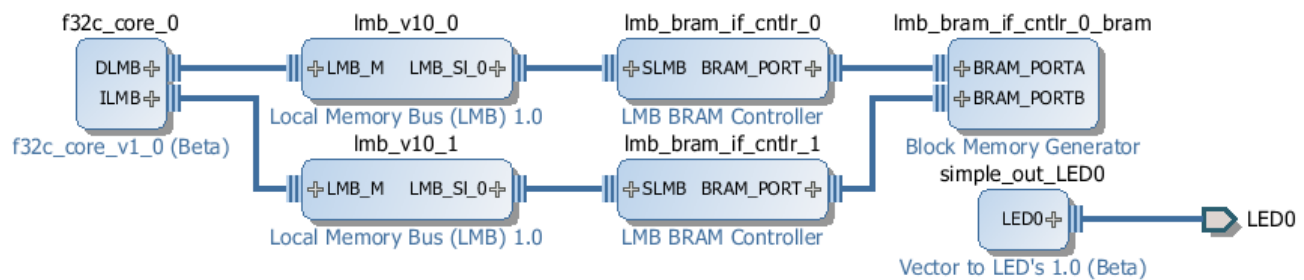 f32c_core_0
DLMB
ILMB
f32c_core_v1_0 (Beta)
lmb_v10_0
LMB_M LMB_Sl_0
Local Memory Bus (LMB) 1.0
lmb_bram_if_cntlr_0
SLMB BRAM_PORT
LMB BRAM Controller
lmb_bram_if_cntlr_0_bram
BRAM_PORTA
BRAM_PORTB
Block Memory Generator
lmb_v10_1
LMB_M LMB_Sl_0
Local Memory Bus (LMB) 1.0
lmb_bram_if_cntlr_1
SLMB BRAM_PORT
LMB BRAM Controller
simple_out_LED0
LED0
Vector to LED's 1.0 (Beta)
LED0